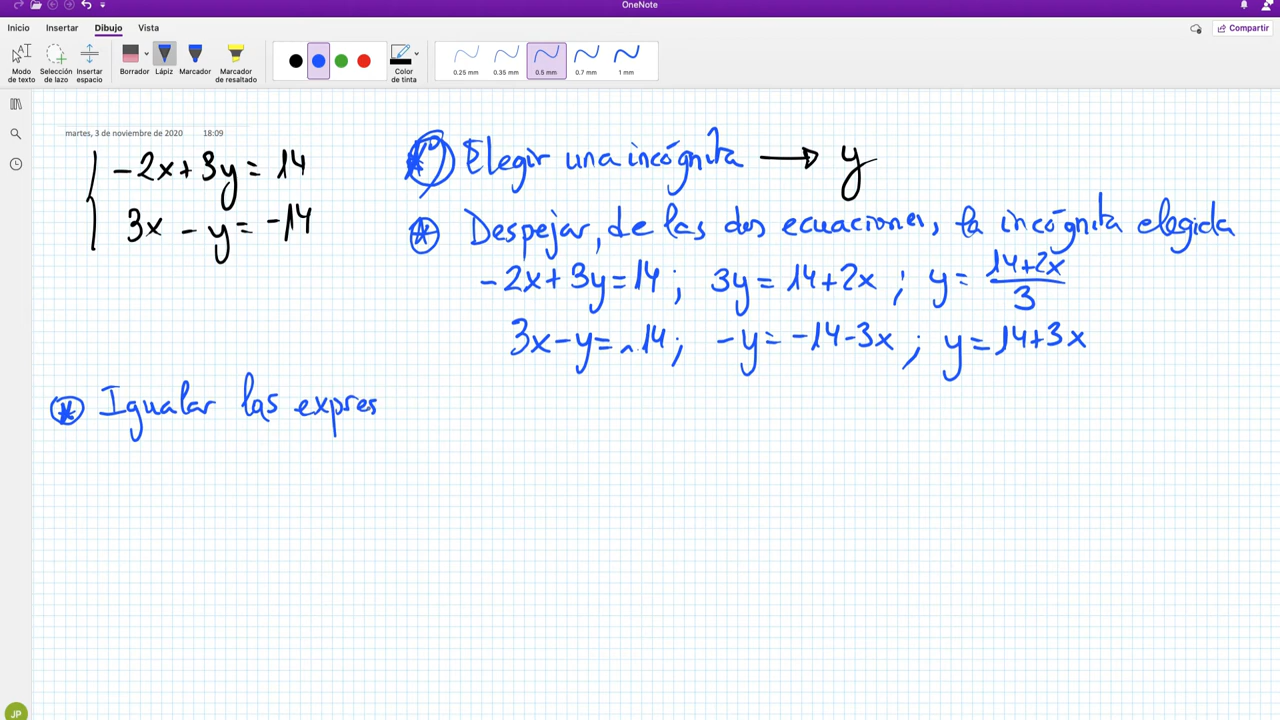 OneNote
Inicio Insertar Dibujo Vista
Compartir
Modo de texto
Selección de lazo
Insertar espacio
Borrador
Lápiz
Marcador
Marcador de resaltado
Color de tinta
0.25 mm 0.35 mm 0.5 mm 0.7 mm 1 mm
martes, 3 de noviembre de 2020 18:09
-2x+3y=14
3x-y=-14
Elegir una incógnita → y
Despejar, de las dos ecuaciones, la incógnita elegida
-2x+3y=14; 3y=14+2x; y=\frac{14+2x}{3}
3x-y=-14; -y=-14-3x; y=14+3x
Igualar las expres
JP